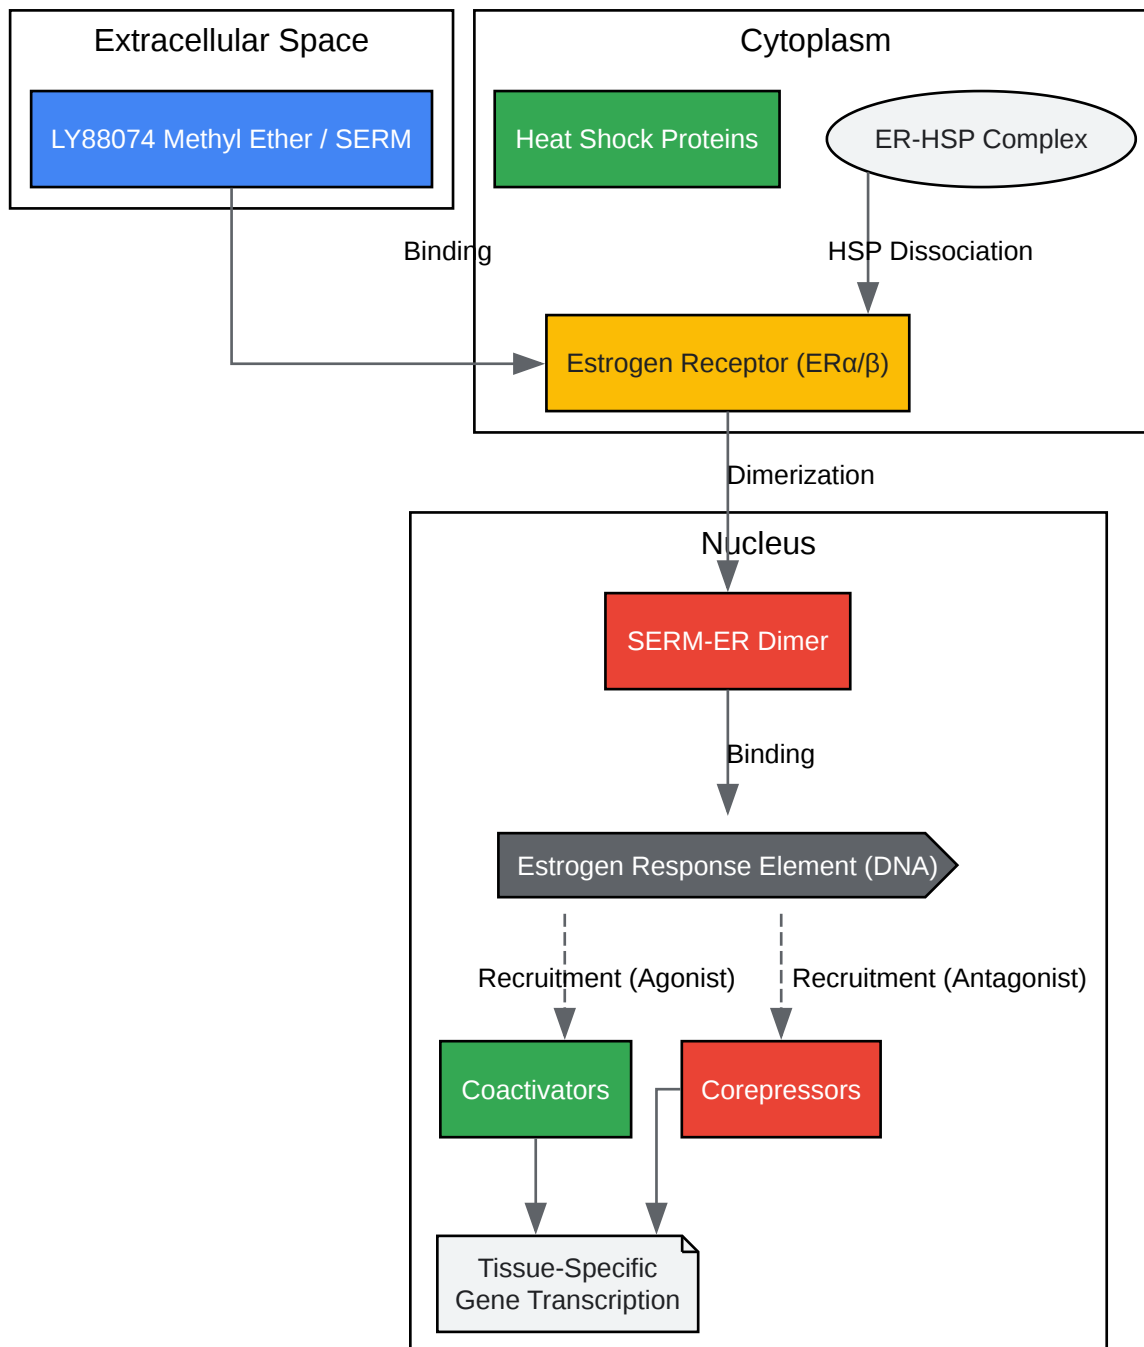 Extracellular Space
Cytoplasm
LY88074 Methyl Ether / SERM
Heat Shock Proteins
ER-HSP Complex
Binding
HSP Dissociation
Estrogen Receptor (ERα/β)
Dimerization
Nucleus
SERM-ER Dimer
Binding
Estrogen Response Element (DNA)
Recruitment (Agonist)
Recruitment (Antagonist)
Coactivators
Corepressors
Tissue-Specific
Gene Transcription